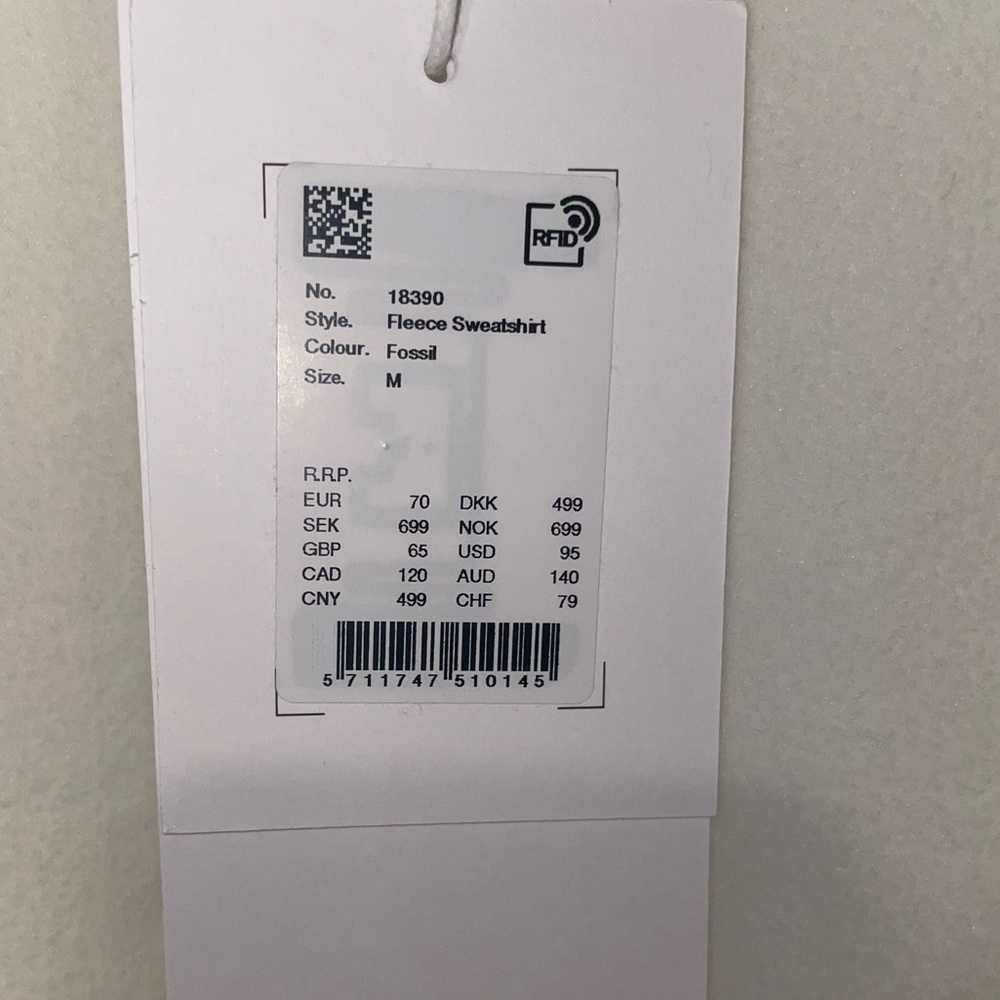 RFID
No. 18390
Style. Fleece Sweatshirt
Colour. Fossil
Size. M
R.R.P.
EUR 70 DKK 499
SEK 699 NOK 699
GBP 65 USD 95
CAD 120 AUD 140
CNY 499 CHF 79
5 711747 510145